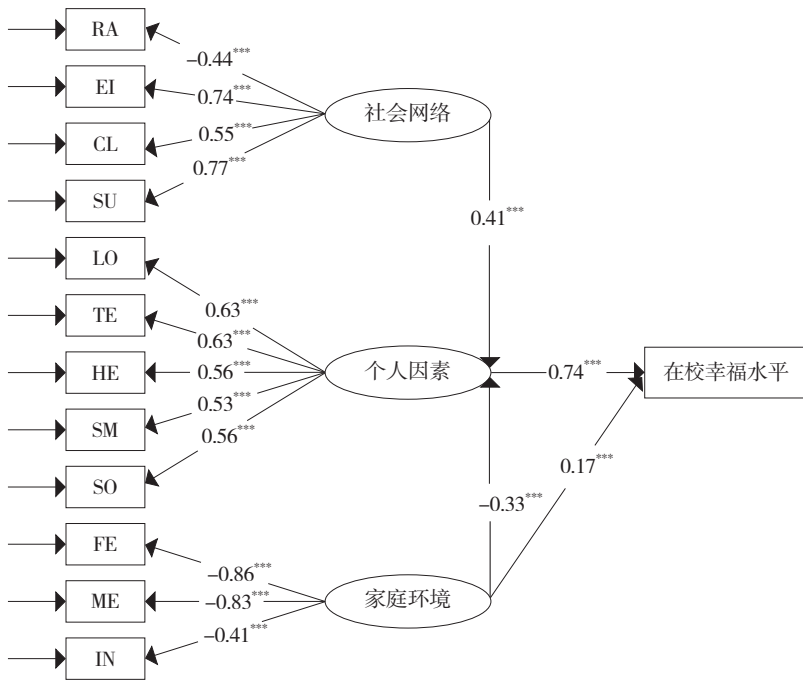 RA
-0.44***
EI
0.74***
社会网络
CL
0.55***
0.77***
SU
0.41***
LO
0.63***
TE
0.63***
HE
0.56***
个人因素
0.74***
在校幸福水平
SM
0.53***
0.56***
SO
0.17***
-0.33***
FE
-0.86***
ME
-0.83***
家庭环境
-0.41***
IN